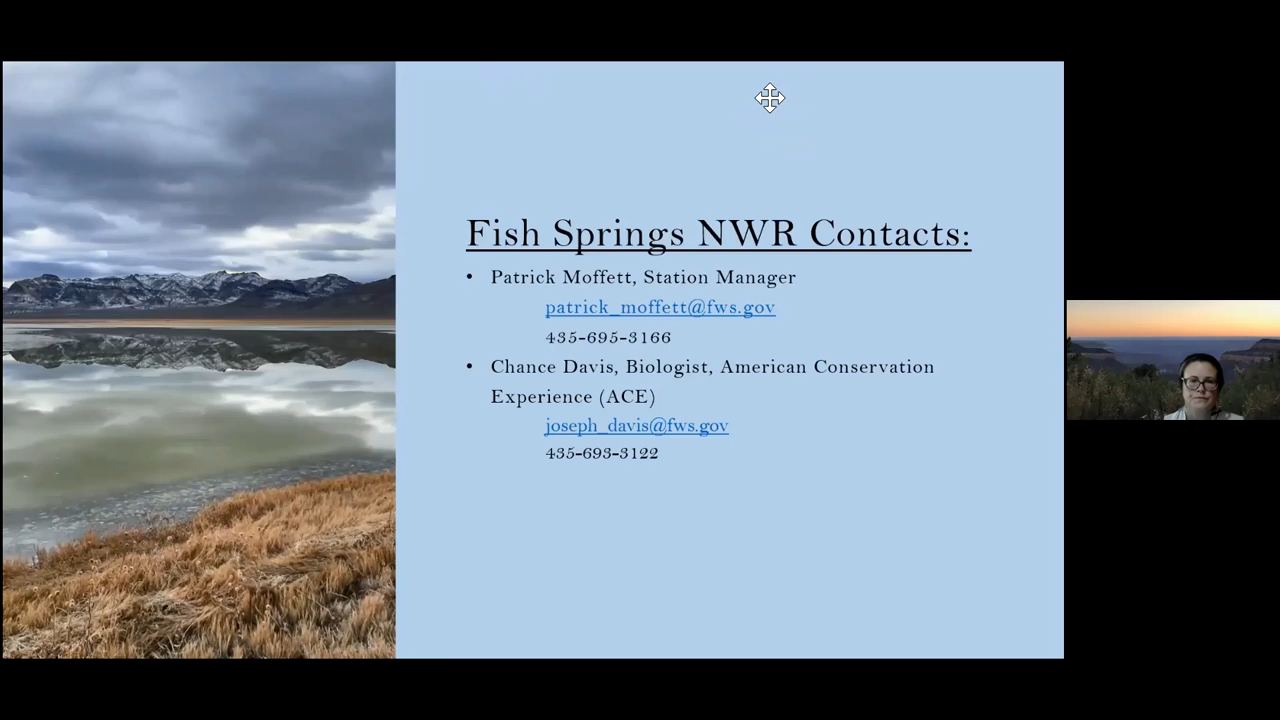 Fish Springs NWR Contacts:
• Patrick Moffett, Station Manager
patrick_moffett@fws.gov
435-695-3166
• Chance Davis, Biologist, American Conservation
Experience (ACE)
joseph_davis@fws.gov
435-693-3122